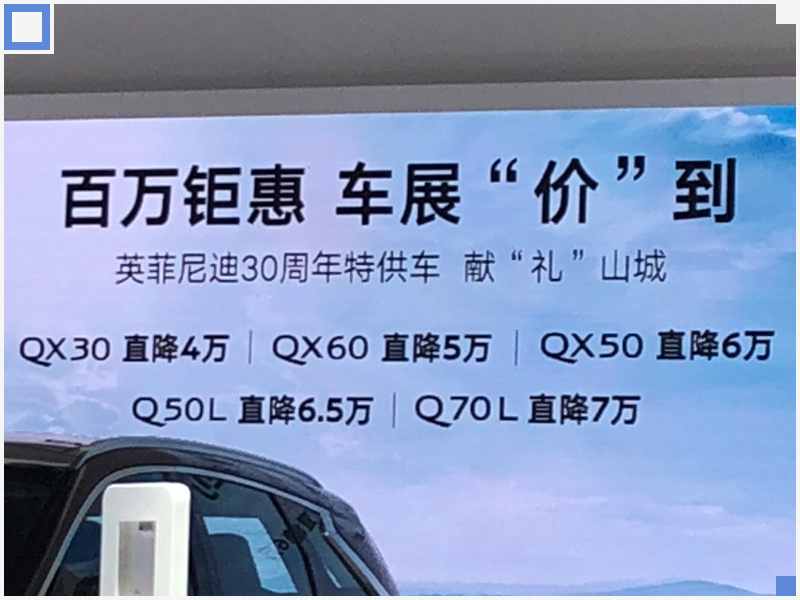 百万钜惠 车展“价”到
英菲尼迪30周年特供车 献“礼”山城
QX30 直降4万 | QX60 直降5万 | QX50 直降6万
Q50L 直降6.5万 | Q70L 直降7万